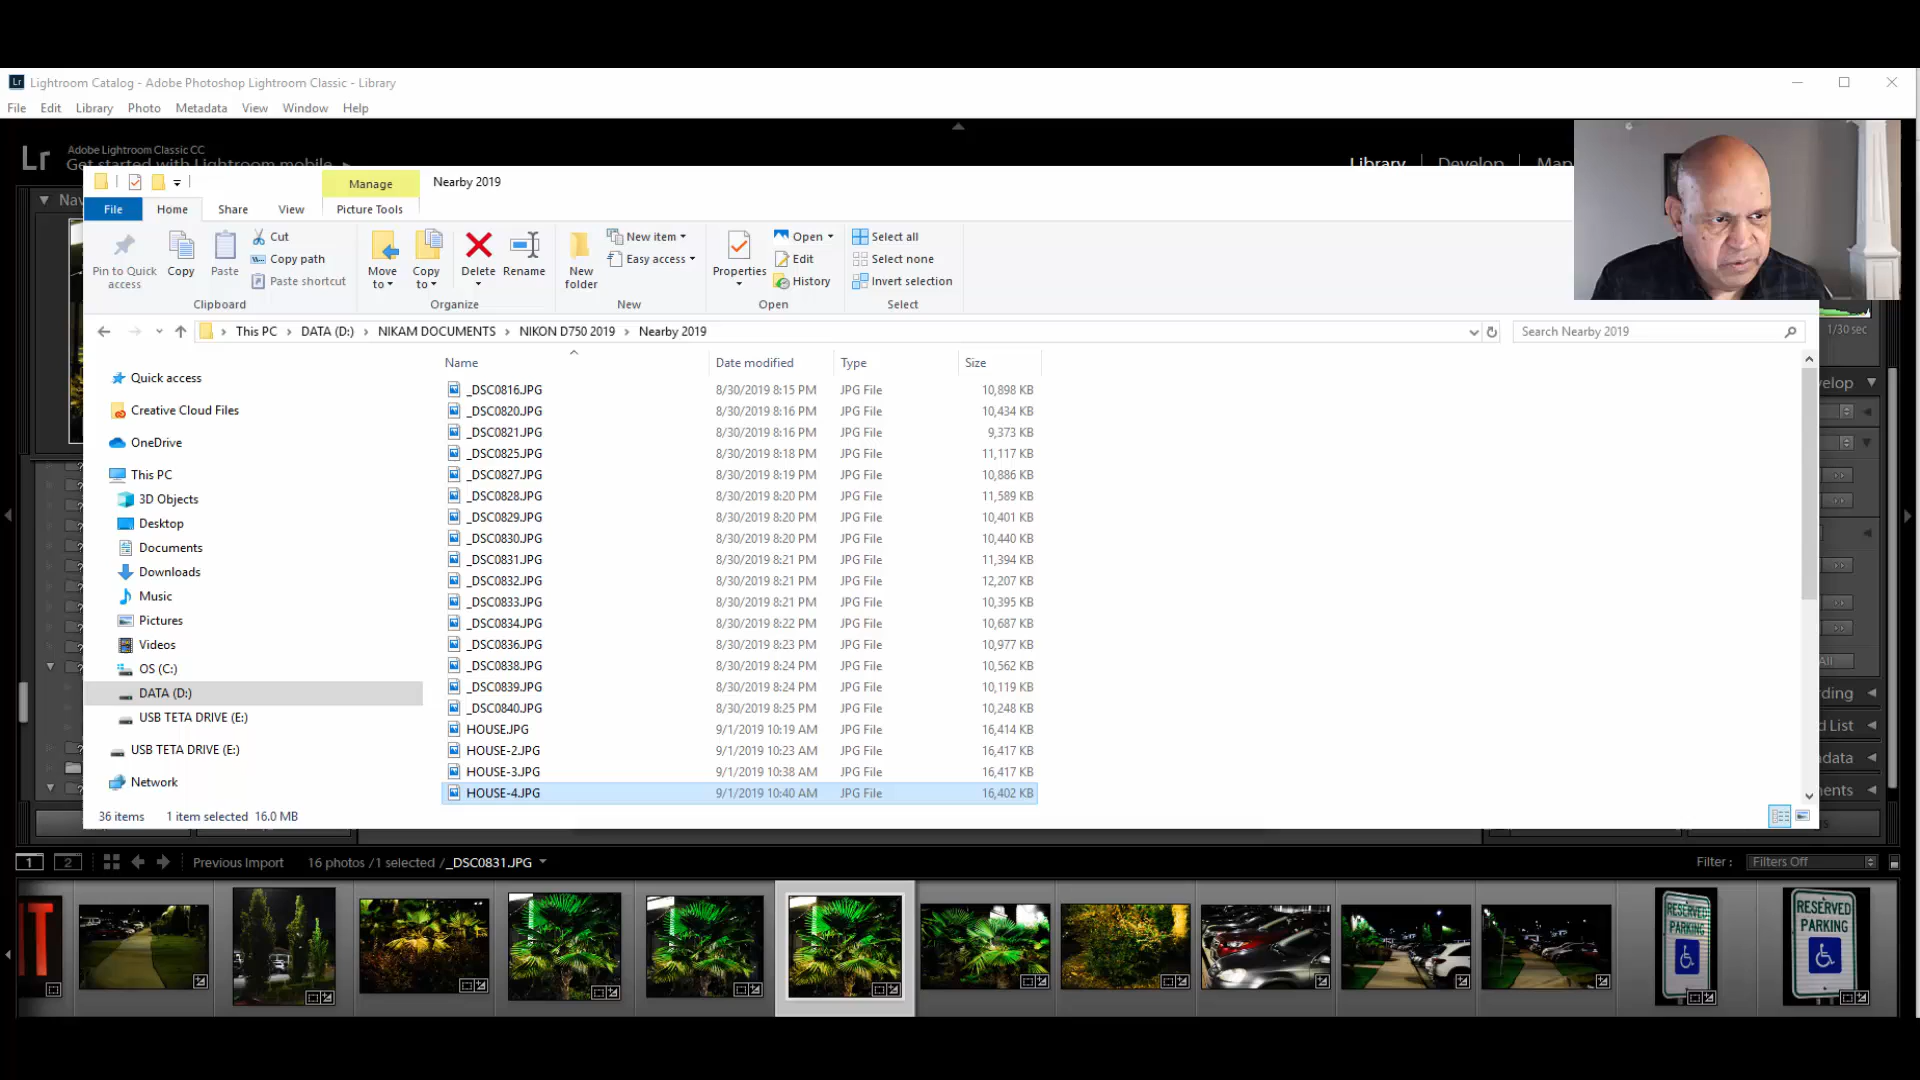 Lr Lightroom Catalog - Adobe Photoshop Lightroom Classic - Library
File Edit Library Photo Metadata View Window Help
Lr Adobe Lightroom Classic CC
Get started with Lightroom mobile
Library Develop Map
Manage Nearby 2019
File Home Share View Picture Tools
Pin to Quick access
Copy
Paste
Cut
Copy path
Paste shortcut
Clipboard
Move to
Copy to
Delete
Rename
Organize
New folder
New item
Easy access
New
Properties
Open
Edit
History
Open
Select all
Select none
Invert selection
Select
This PC > DATA (D:) > NIKAM DOCUMENTS > NIKON D750 2019 > Nearby 2019
Search Nearby 2019
1/30 sec
Quick access
Creative Cloud Files
OneDrive
This PC
3D Objects
Desktop
Documents
Downloads
Music
Pictures
Videos
OS (C:)
DATA (D:)
USB TETA DRIVE (E:)
USB TETA DRIVE (E:)
Network
Name Date modified Type Size
_DSC0816.JPG 8/30/2019 8:15 PM JPG File 10,898 KB
_DSC0820.JPG 8/30/2019 8:16 PM JPG File 10,434 KB
_DSC0821.JPG 8/30/2019 8:16 PM JPG File 9,373 KB
_DSC0825.JPG 8/30/2019 8:18 PM JPG File 11,117 KB
_DSC0827.JPG 8/30/2019 8:19 PM JPG File 10,886 KB
_DSC0828.JPG 8/30/2019 8:20 PM JPG File 11,589 KB
_DSC0829.JPG 8/30/2019 8:20 PM JPG File 10,401 KB
_DSC0830.JPG 8/30/2019 8:20 PM JPG File 10,440 KB
_DSC0831.JPG 8/30/2019 8:21 PM JPG File 11,394 KB
_DSC0832.JPG 8/30/2019 8:21 PM JPG File 12,207 KB
_DSC0833.JPG 8/30/2019 8:21 PM JPG File 10,395 KB
_DSC0834.JPG 8/30/2019 8:22 PM JPG File 10,687 KB
_DSC0836.JPG 8/30/2019 8:23 PM JPG File 10,977 KB
_DSC0838.JPG 8/30/2019 8:24 PM JPG File 10,562 KB
_DSC0839.JPG 8/30/2019 8:24 PM JPG File 10,119 KB
_DSC0840.JPG 8/30/2019 8:25 PM JPG File 10,248 KB
HOUSE.JPG 9/1/2019 10:19 AM JPG File 16,414 KB
HOUSE-2.JPG 9/1/2019 10:23 AM JPG File 16,417 KB
HOUSE-3.JPG 9/1/2019 10:38 AM JPG File 16,417 KB
HOUSE-4.JPG 9/1/2019 10:40 AM JPG File 16,402 KB
36 items 1 item selected 16.0 MB
1 2 Previous Import 16 photos /1 selected /_DSC0831.JPG Filter : Filters Off
RESERVED PARKING
RESERVED PARKING